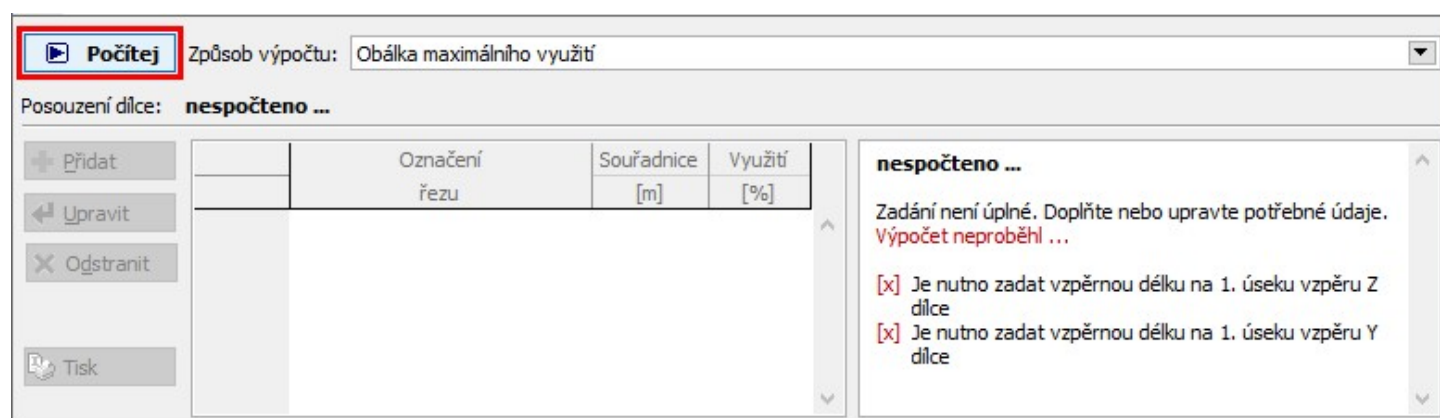 Počítej Způsob výpočtu: Obálka maximálního využití
Posouzení dílce: nespočteno ...
Přidat
Upravit
Odstranit
Tisk
Označení Souřadnice Využití
řezu [m] [%]
nespočteno ...
Zadání není úplné. Doplňte nebo upravte potřebné údaje.
Výpočet neproběhl ...
[x] Je nutno zadat vzpěrnou délku na 1. úseku vzpěru Z
dílce
[x] Je nutno zadat vzpěrnou délku na 1. úseku vzpěru Y
dílce